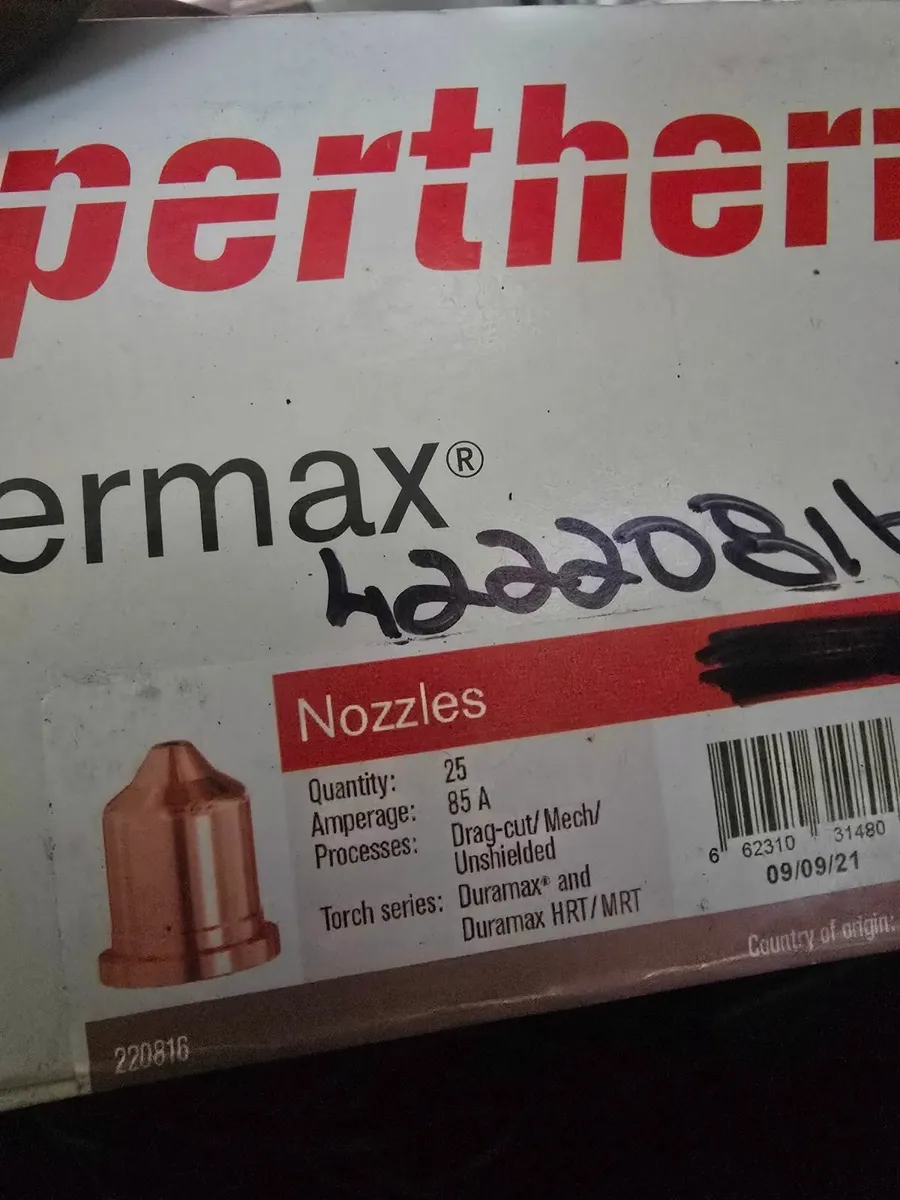 pertherm
ermax®
42220816
Nozzles
Quantity: 25
Amperage: 85 A
Processes: Drag-cut/Mech/
Unshielded
Torch series: Duramax® and
Duramax HRT/MRT
6 62310 31480
09/09/21
Country of origin:
220816